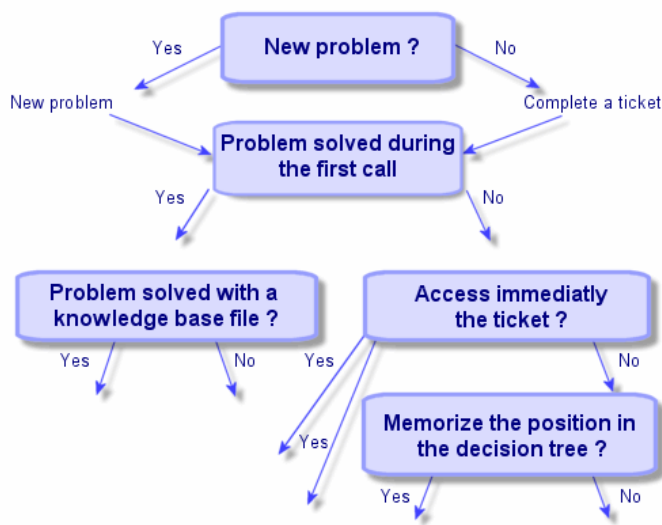 New problem ?
Yes
No
New problem
Complete a ticket
Problem solved during
the first call
Yes
No
Problem solved with a
knowledge base file ?
Access immediatly
the ticket ?
Yes
No
Yes
No
Yes
Memorize the position in
the decision tree ?
Yes
No